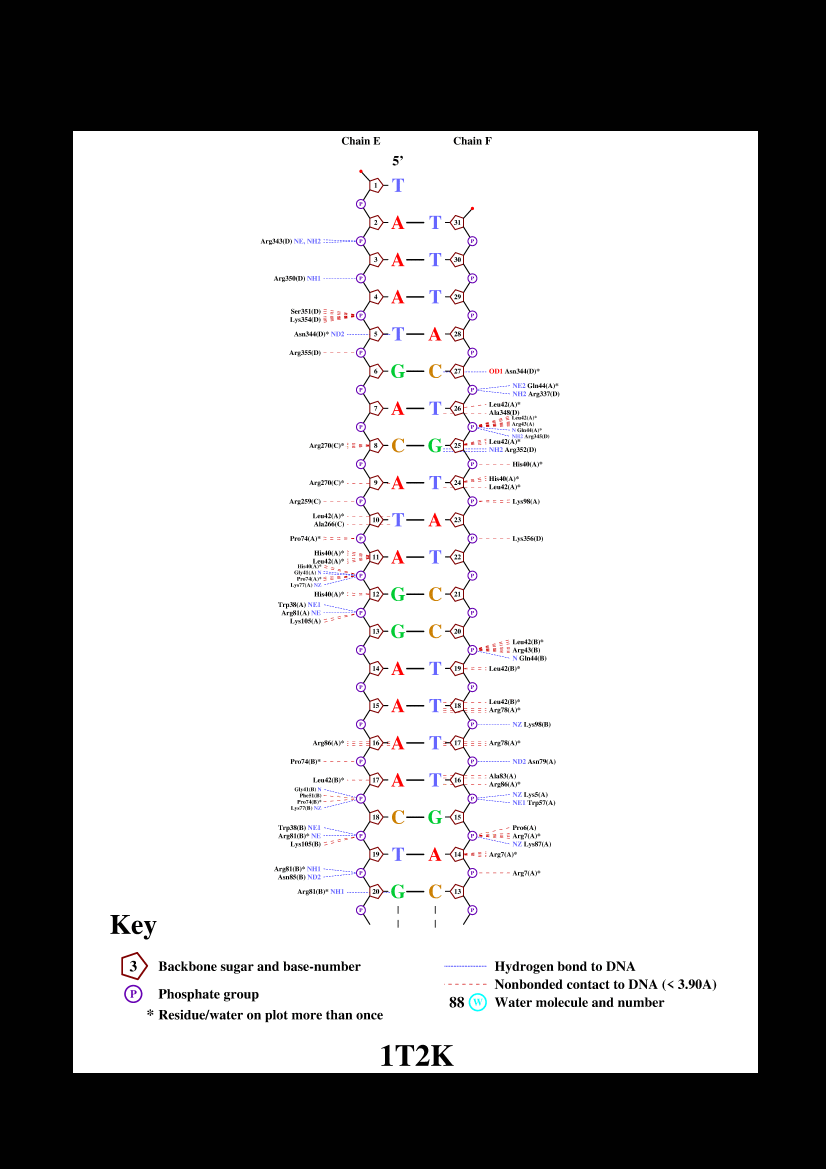 Chain E Chain F
5’
1 T
P
2 A T 31
Arg343(D) NE, NH2 P P
3 A T 30
Arg350(D) NH1 P P
4 A T 29
Ser351(D)
Lys354(D) P P
Asn344(D)* ND2 5 T A 28
Arg355(D) P P
6 G C 27 OD1 Asn344(D)*
P P NE2 Gln44(A)*
NH2 Arg337(D)
7 A T 26 Leu42(A)*
Ala348(D)
P P Leu42(A)*
Arg43(A)
N Gln44(A)*
NH2 Arg345(D)
Arg270(C)* 8 C G 25 Leu42(A)*
NH2 Arg352(D)
P P His40(A)*
Arg270(C)* 9 A T 24 His40(A)*
Leu42(A)*
Arg259(C) P P Lys98(A)
Leu42(A)*
Ala266(C) 10 T A 23
Pro74(A)* P P Lys356(D)
His40(A)*
Leu42(A)* 11 A T 22
His40(A)*
Gly41(A) N
Pro74(A)*
Lys77(A) NZ P P
His40(A)* 12 G C 21
Trp38(A) NE1
Arg81(A) NE
Lys105(A) P P
13 G C 20
P P Leu42(B)*
Arg43(B)
N Gln44(B)
14 A T 19 Leu42(B)*
P P
15 A T 18 Leu42(B)*
Arg78(A)*
P P NZ Lys98(B)
Arg86(A)* 16 A T 17 Arg78(A)*
Pro74(B)* P P ND2 Asn79(A)
Leu42(B)* 17 A T 16 Ala83(A)
Arg86(A)*
Gly41(B) N
Phe51(B)
Pro74(B)*
Lys77(B) NZ P P NZ Lys5(A)
NE1 Trp57(A)
18 C G 15
Trp38(B) NE1
Arg81(B)* NE
Lys105(B) P P Pro6(A)
Arg7(A)*
NZ Lys87(A)
19 T A 14 Arg7(A)*
Arg81(B)* NH1
Asn85(B) ND2 P P Arg7(A)*
Arg81(B)* NH1 20 G C 13
P P
Key
3 Backbone sugar and base-number
P Phosphate group
* Residue/water on plot more than once
Hydrogen bond to DNA
Nonbonded contact to DNA (< 3.90A)
88 W Water molecule and number
1T2K